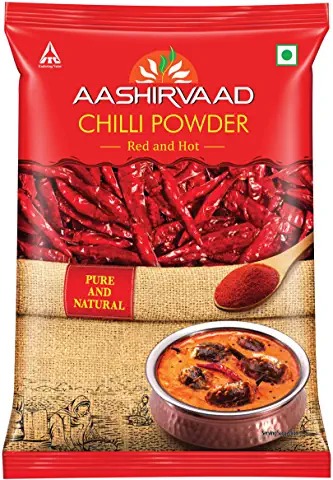 AASHIRVAAD
CHILLI POWDER
Red and Hot
PURE
AND
NATURAL